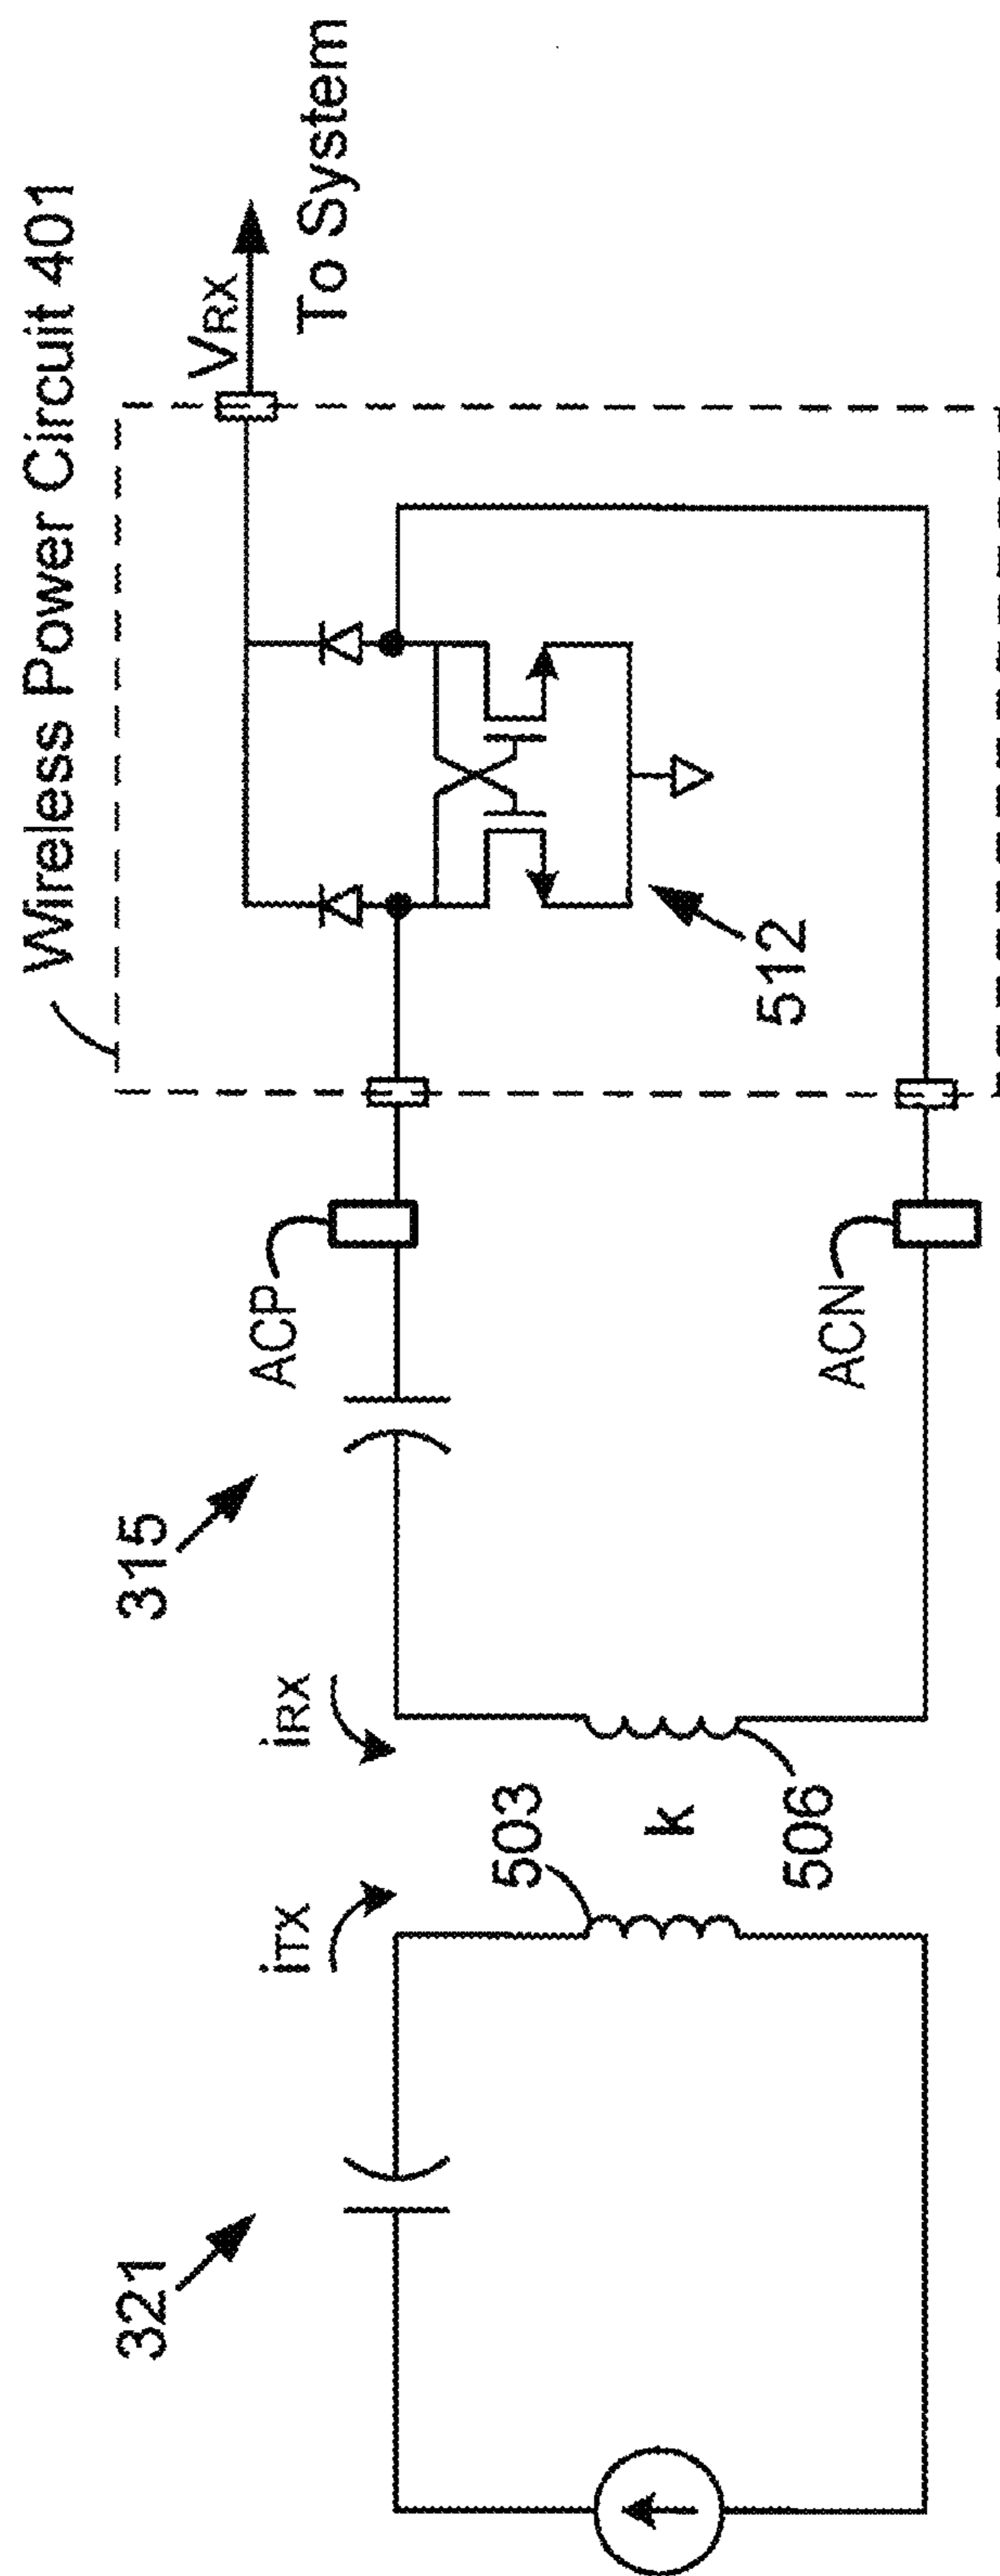 Wireless Power Circuit 401
VRX
To System
321
iTX
iRX
315
ACP
503
k
506
ACN
512